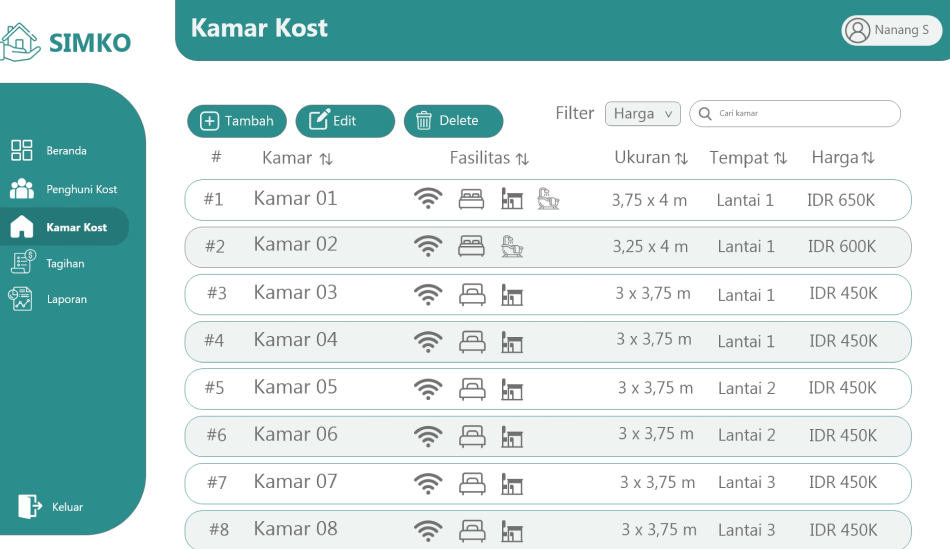 SIMKO
Kamar Kost
Nanang S
Beranda
Penghuni Kost
Kamar Kost
Tagihan
Laporan
Keluar
Tambah Edit Delete Filter Harga Cari kamar
# Kamar Fasilitas Ukuran Tempat Harga
#1 Kamar 01 3,75 x 4 m Lantai 1 IDR 650K
#2 Kamar 02 3,25 x 4 m Lantai 1 IDR 600K
#3 Kamar 03 3 x 3,75 m Lantai 1 IDR 450K
#4 Kamar 04 3 x 3,75 m Lantai 1 IDR 450K
#5 Kamar 05 3 x 3,75 m Lantai 2 IDR 450K
#6 Kamar 06 3 x 3,75 m Lantai 2 IDR 450K
#7 Kamar 07 3 x 3,75 m Lantai 3 IDR 450K
#8 Kamar 08 3 x 3,75 m Lantai 3 IDR 450K